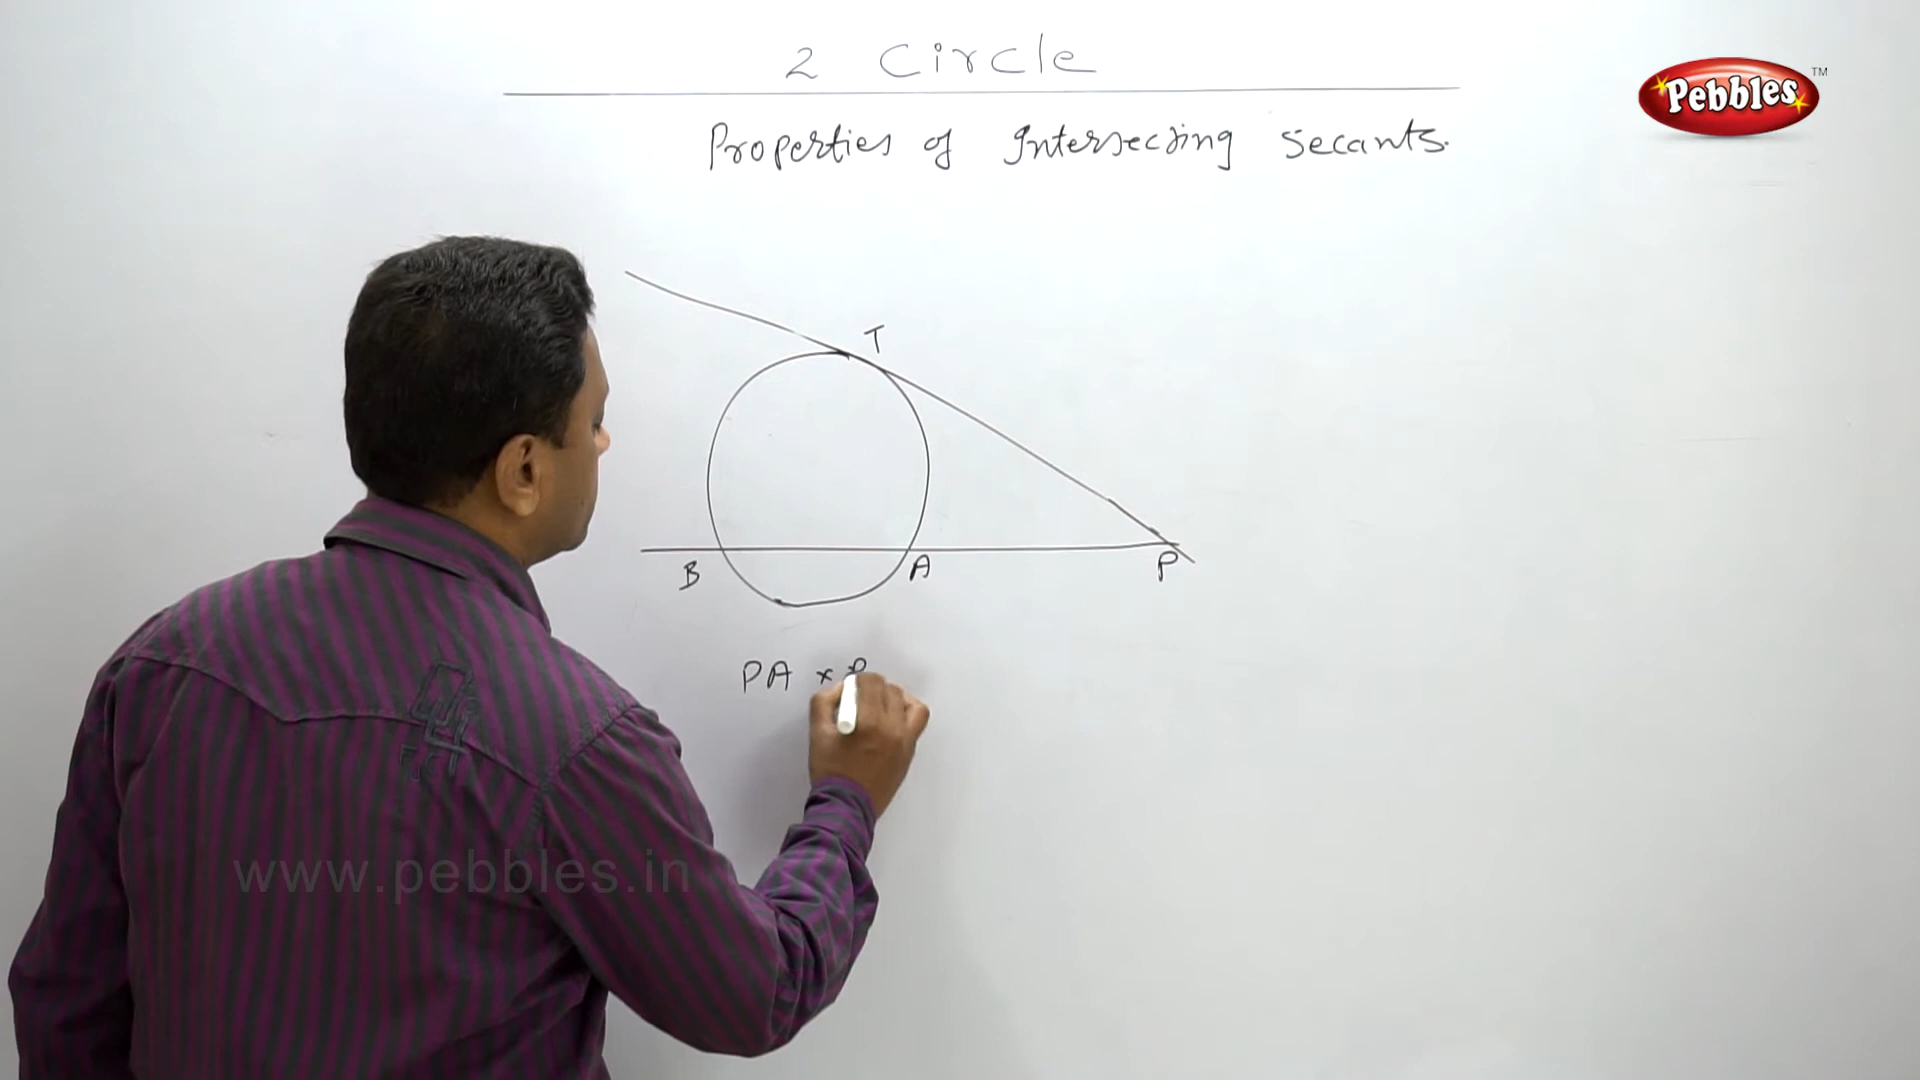 2 Circle
Pebbles TM
Properties of Intersecting Secants.
T
B A P
PA × P
www.pebbles.in